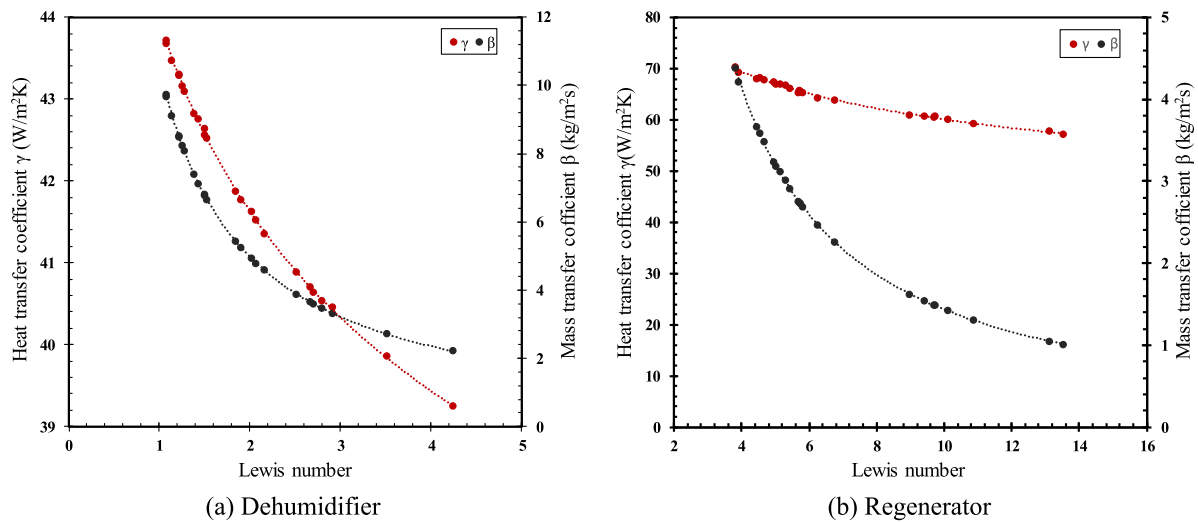 44
43
42
41
40
39
Heat transfer coefficient γ (W/m²K)
12
10
8
6
4
2
0
Mass transfer cofficient β (kg/m²s)
γ β
0 1 2 3 4 5
Lewis number
(a) Dehumidifier
80
70
60
50
40
30
20
10
0
Heat transfer cofficient γ(W/m²K)
5
4
3
2
1
0
Mass transfer cofficient β (kg/m²s)
γ β
2 4 6 8 10 12 14 16
Lewis number
(b) Regenerator